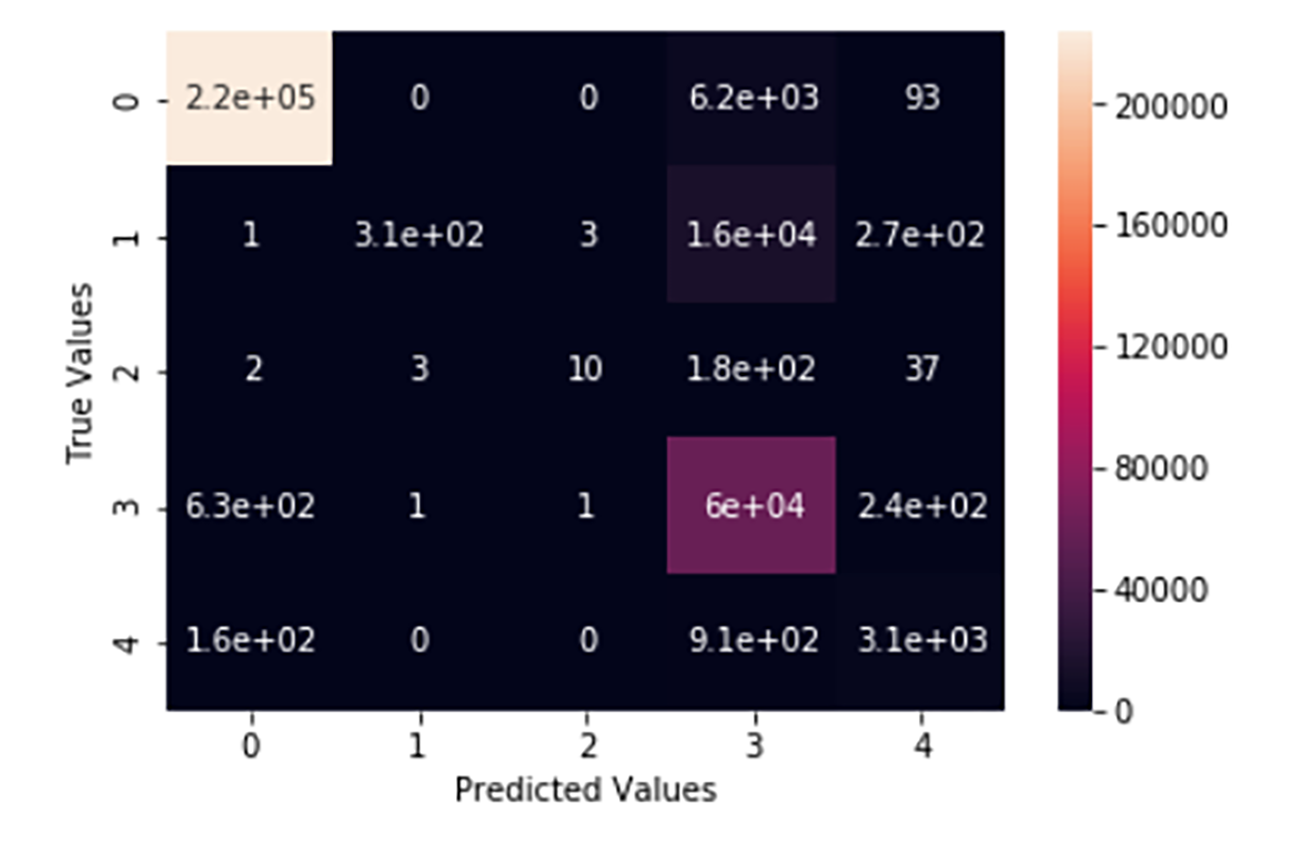 0 2.2e+05 0 0 6.2e+03 93
1 1 3.1e+02 3 1.6e+04 2.7e+02
2 2 3 10 1.8e+02 37
3 6.3e+02 1 1 6e+04 2.4e+02
4 1.6e+02 0 0 9.1e+02 3.1e+03
True Values
0 1 2 3 4
Predicted Values
200000
160000
120000
80000
40000
0